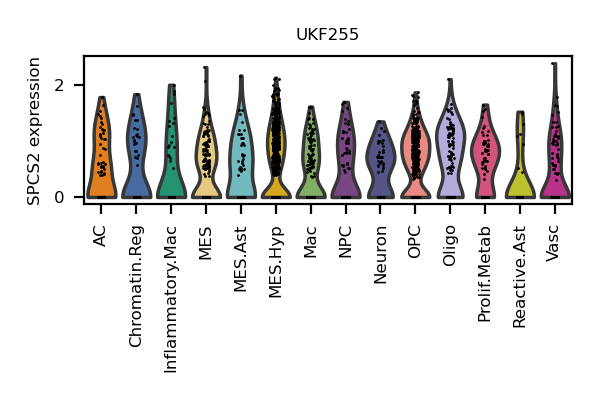 UKF255
SPCS2 expression
2
0
AC
Chromatin.Reg
Inflammatory.Mac
MES
MES.Ast
MES.Hyp
Mac
NPC
Neuron
OPC
Oligo
Prolif.Metab
Reactive.Ast
Vasc